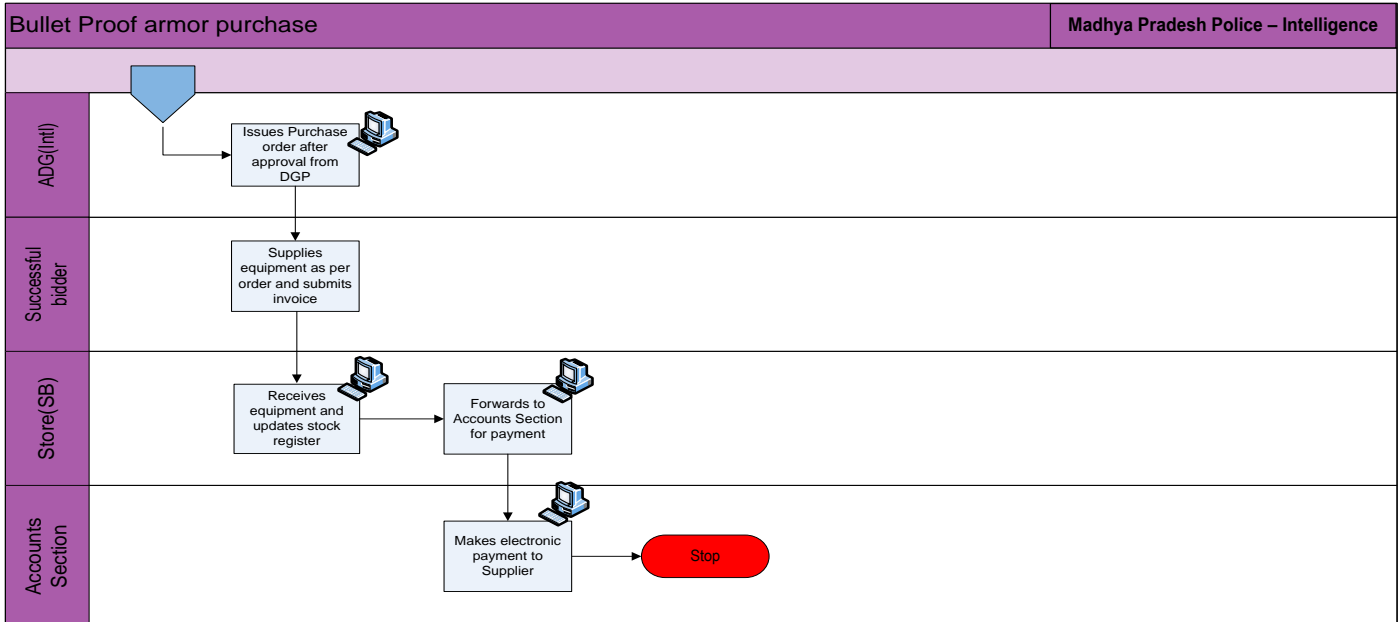 Bullet Proof armor purchase
Madhya Pradesh Police – Intelligence
ADG(Intl)
Issues Purchase
order after
approval from
DGP
Successful
bidder
Supplies
equipment as per
order and submits
invoice
Store(SB)
Receives
equipment and
updates stock
register
Forwards to
Accounts Section
for payment
Accounts
Section
Makes electronic
payment to
Supplier
Stop